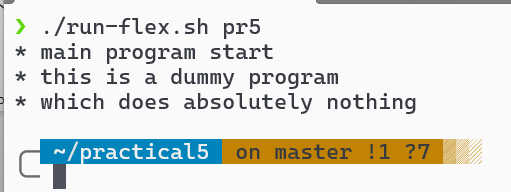 ❯ ./run-flex.sh pr5
* main program start
* this is a dummy program
* which does absolutely nothing
~/practical5 on master !1 ?7